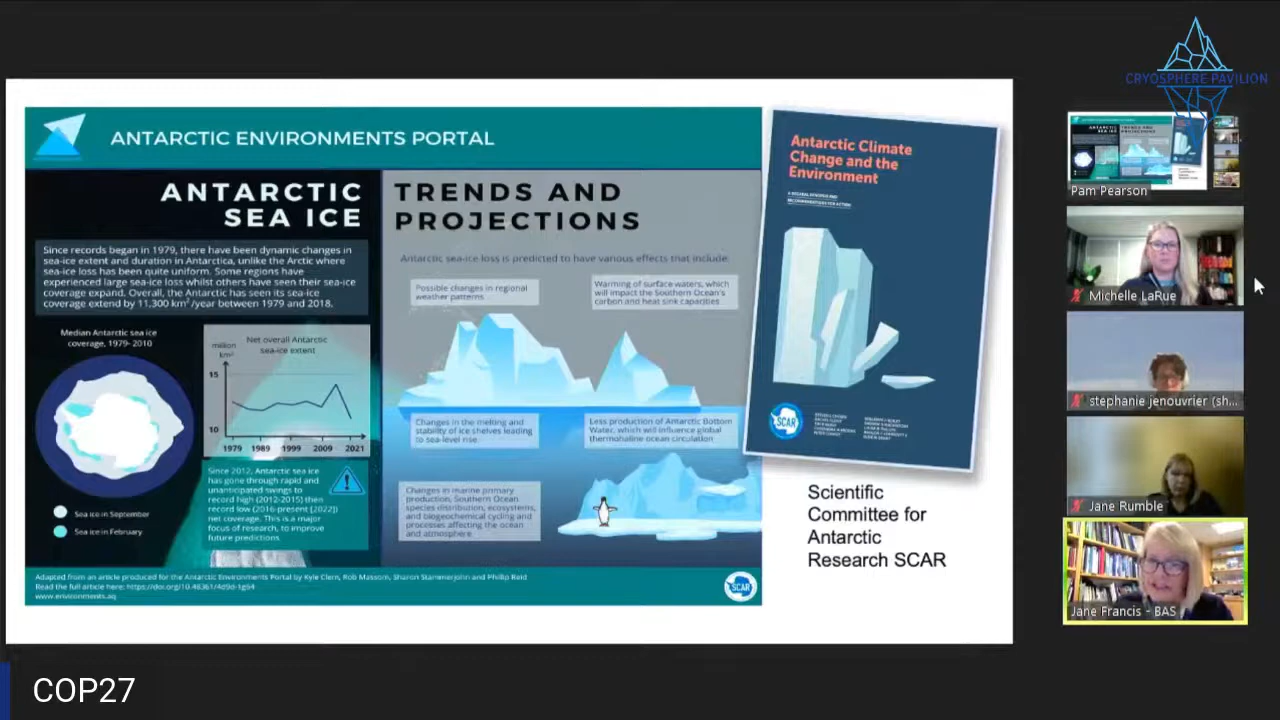 CRYOSPHERE PAVILION
ANTARCTIC ENVIRONMENTS PORTAL
ANTARCTIC
SEA ICE
Since records began in 1979, there have been dynamic changes in
sea-ice extent and duration in Antarctica, unlike the Arctic where
sea-ice loss has been quite uniform. Some regions have
experienced large sea-ice loss whilst others have seen their sea-ice
coverage expand. Overall, the Antarctic has seen its sea-ice
coverage extend by 11,300 km²/year between 1979 and 2018.
Median Antarctic sea ice
coverage, 1979- 2010
Sea ice in September
Sea ice in February
million
km²
Net overall Antarctic
sea-ice extent
15
10
1979 1989 1999 2009 2021
Since 2012, Antarctic sea ice
has gone through rapid and
unanticipated swings to
record high (2012-2015) then
record low (2016-present [2022])
net coverage. This is a major
focus of research, to improve
future predictions.
TRENDS AND
PROJECTIONS
Antarctic sea-ice loss is predicted to have various effects that include:
Possible changes in regional
weather patterns
Warming of surface waters, which
will impact the Southern Ocean's
carbon and heat sink capacities
Changes in the melting and
stability of ice shelves leading
to sea-level rise.
Less production of Antarctic Bottom
Water, which will influence global
thermohaline ocean circulation
Changes in marine primary
production, Southern Ocean
species distribution, ecosystems,
and biogeochemical cycling and
processes affecting the ocean
and atmosphere.
Adapted from an article produced for the Antarctic Environments Portal by Kyle Clem, Rob Massom, Sharon Stammerjohn and Phillip Reid
Read the full article here:
www.environments.aq
SCAR
Antarctic Climate
Change and the
Environment
A DECADAL SYNOPSIS AND
RECOMMENDATIONS FOR ACTION
SCAR
Scientific
Committee for
Antarctic
Research SCAR
Pam Pearson
Michelle LaRue
stephanie jenouvrier (sh...
Jane Rumble
Jane Francis - BAS
COP27